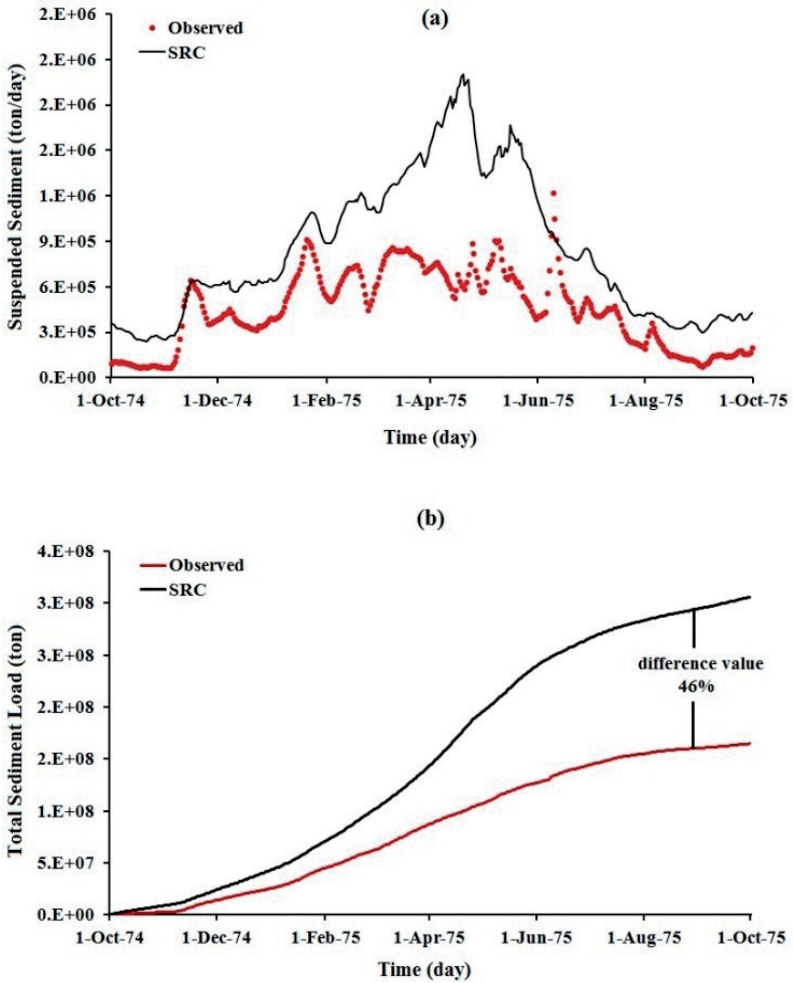 (a)
Observed
SRC
Suspended Sediment (ton/day)
2.E+06
2.E+06
2.E+06
2.E+06
1.E+06
9.E+05
6.E+05
3.E+05
0.E+00
1-Oct-74 1-Dec-74 1-Feb-75 1-Apr-75 1-Jun-75 1-Aug-75 1-Oct-75
Time (day)
(b)
Observed
SRC
Total Sediment Load (ton)
4.E+08
3.E+08
3.E+08
2.E+08
2.E+08
1.E+08
5.E+07
0.E+00
difference value
46%
1-Oct-74 1-Dec-74 1-Feb-75 1-Apr-75 1-Jun-75 1-Aug-75 1-Oct-75
Time (day)